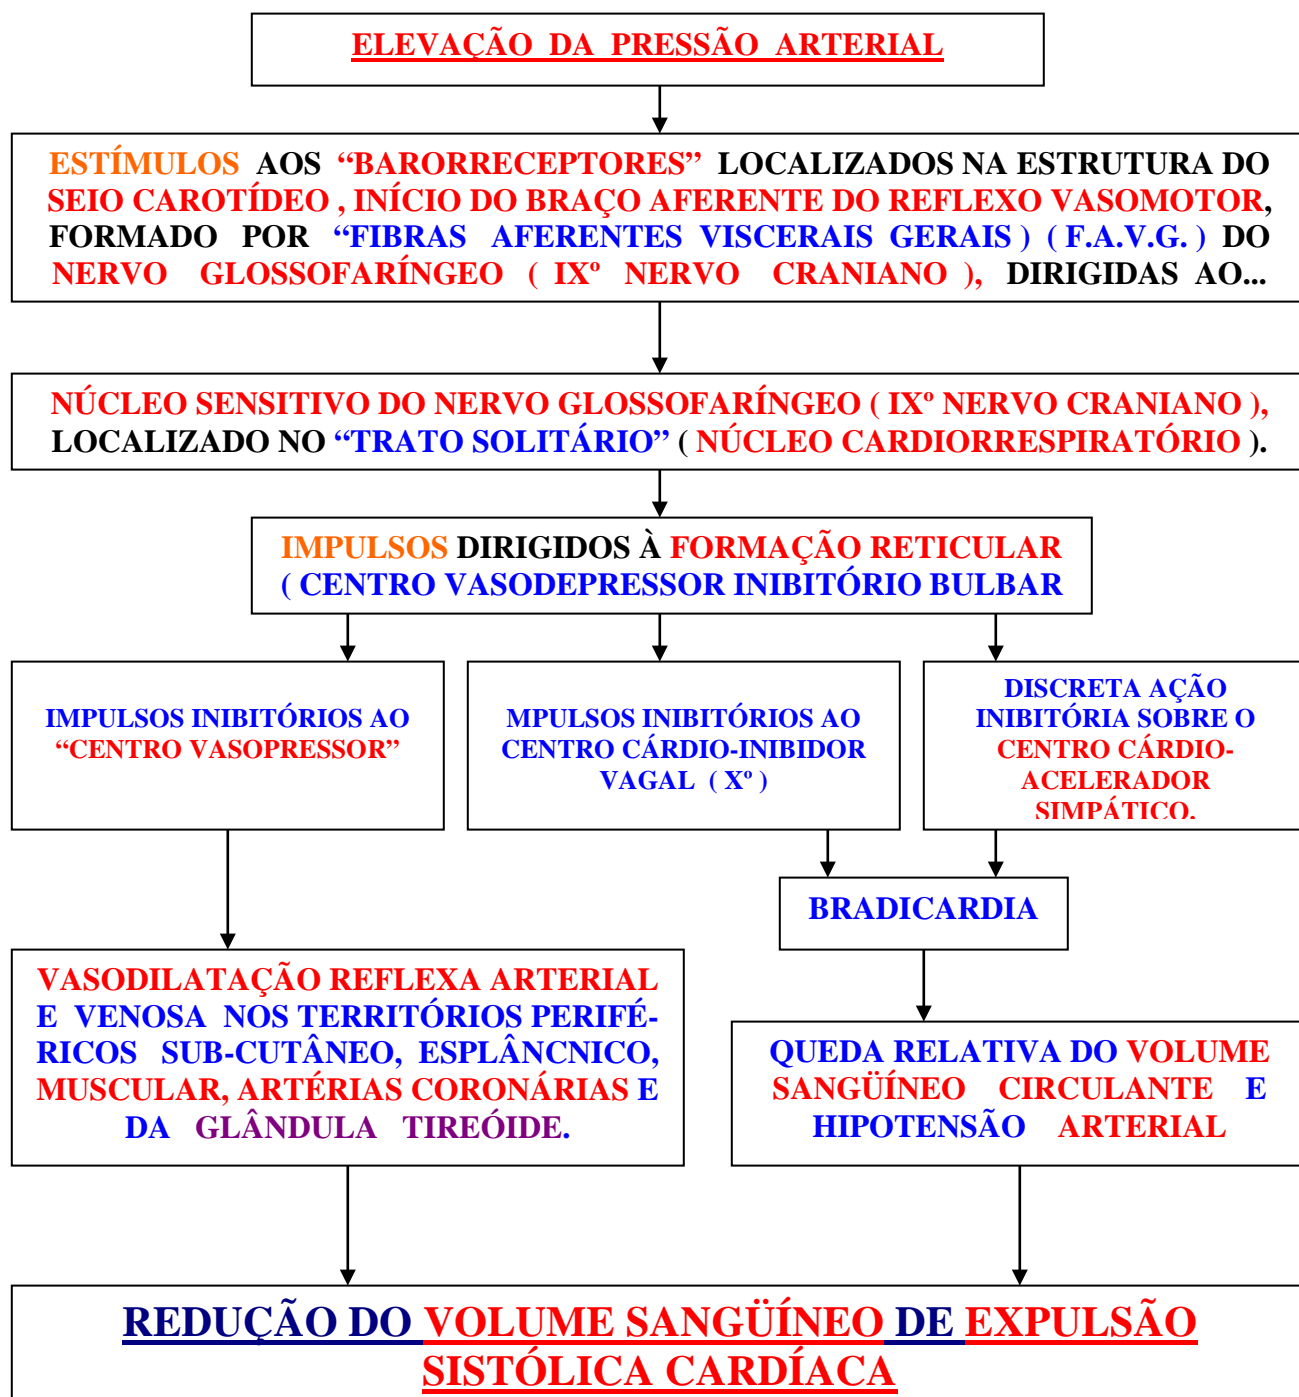 ELEVAÇÃO DA PRESSÃO ARTERIAL
ESTÍMULOS AOS “BARORRECEPTORES” LOCALIZADOS NA ESTRUTURA DO
SEIO CAROTÍDEO , INÍCIO DO BRAÇO AFERENTE DO REFLEXO VASOMOTOR,
FORMADO POR “FIBRAS AFERENTES VISCERAIS GERAIS ) ( F.A.V.G. ) DO
NERVO GLOSSOFARÍNGEO ( IXº NERVO CRANIANO ), DIRIGIDAS AO...
NÚCLEO SENSITIVO DO NERVO GLOSSOFARÍNGEO ( IXº NERVO CRANIANO ),
LOCALIZADO NO “TRATO SOLITÁRIO” ( NÚCLEO CARDIORRESPIRATÓRIO ).
IMPULSOS DIRIGIDOS À FORMAÇÃO RETICULAR
( CENTRO VASODEPRESSOR INIBITÓRIO BULBAR
IMPULSOS INIBITÓRIOS AO
“CENTRO VASOPRESSOR”
MPULSOS INIBITÓRIOS AO
CENTRO CÁRDIO-INIBIDOR
VAGAL ( Xº )
DISCRETA AÇÃO
INIBITÓRIA SOBRE O
CENTRO CÁRDIO-
ACELERADOR
SIMPÁTICO.
BRADICARDIA
VASODILATAÇÃO REFLEXA ARTERIAL
E VENOSA NOS TERRITÓRIOS PERIFÉ-
RICOS SUB-CUTÂNEO, ESPLÂNCNICO,
MUSCULAR, ARTÉRIAS CORONÁRIAS E
DA GLÂNDULA TIREÓIDE.
QUEDA RELATIVA DO VOLUME
SANGÜÍNEO CIRCULANTE E
HIPOTENSÃO ARTERIAL
REDUÇÃO DO VOLUME SANGÜÍNEO DE EXPULSÃO
SISTÓLICA CARDÍACA